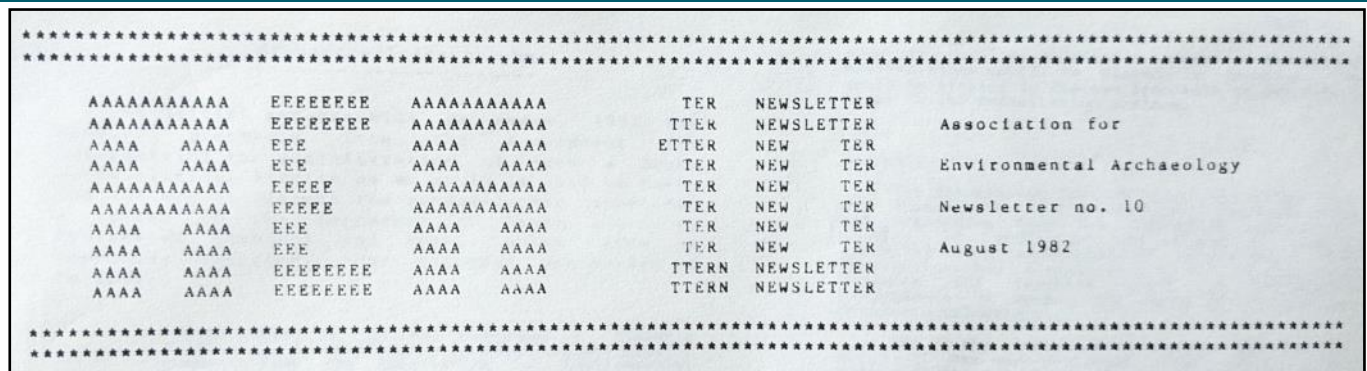 ****************************************************************************************************
****************************************************************************************************
AAAAAAAAAAA EEEEEEEE AAAAAAAAAAA TER NEWSLETTER
AAAAAAAAAAA EEEEEEEE AAAAAAAAAAA TTER NEWSLETTER Association for
AAAA AAAA EEE AAAA AAAA ETTER NEW TER
AAAA AAAA EEE AAAA AAAA TER NEW TER Environmental Archaeology
AAAAAAAAAAA EEEEE AAAAAAAAAAA TER NEW TER
AAAAAAAAAAA EEEEE AAAAAAAAAAA TER NEW TER Newsletter no. 10
AAAA AAAA EEE AAAA AAAA TER NEW TER
AAAA AAAA EEE AAAA AAAA TER NEW TER August 1982
AAAA AAAA EEEEEEEE AAAA AAAA TTERN NEWSLETTER
AAAA AAAA EEEEEEEE AAAA AAAA TTERN NEWSLETTER
****************************************************************************************************
****************************************************************************************************